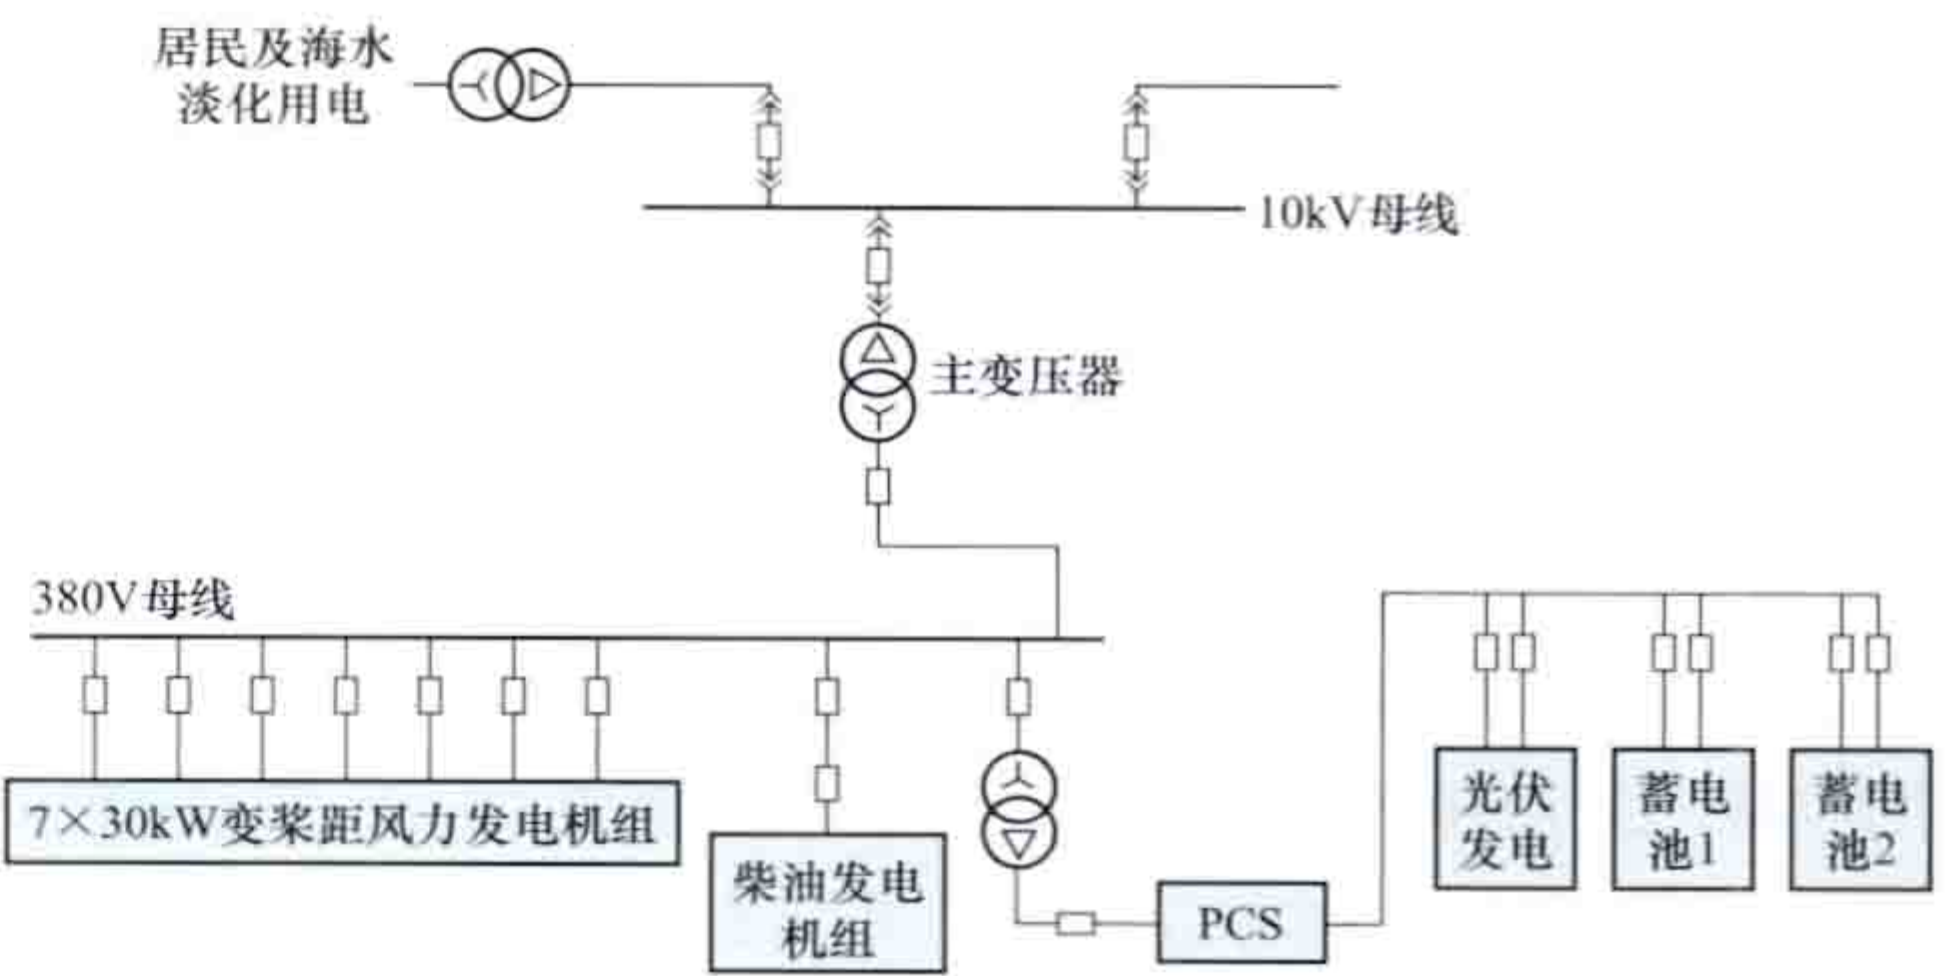 居民及海水
淡化用电
10kV母线
主变压器
380V母线
7×30kW变桨距风力发电机组
柴油发电
机组
PCS
光伏
发电
蓄电
池1
蓄电
池2